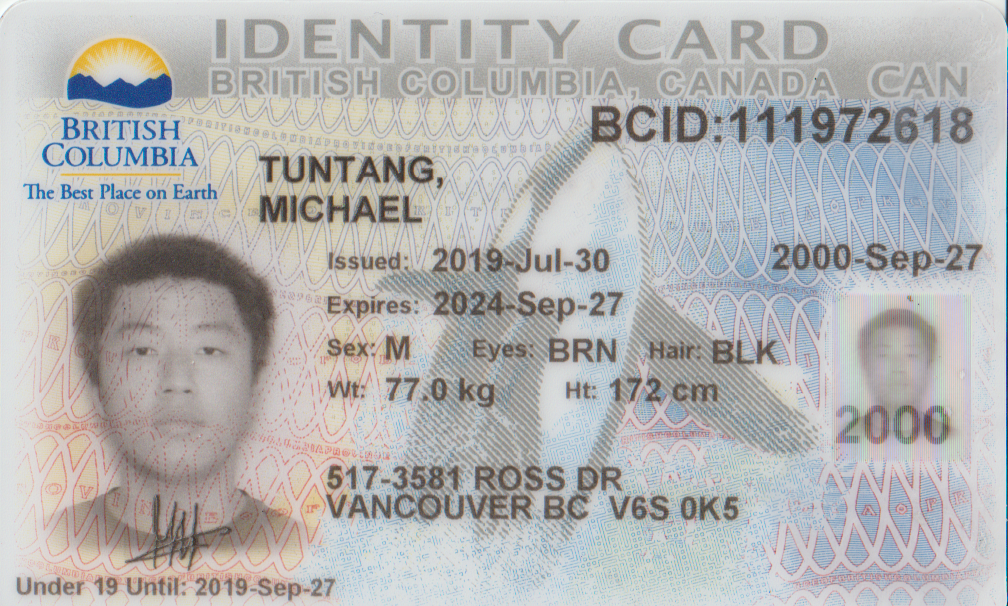 IDENTITY CARD
BRITISH COLUMBIA, CANADA CAN
BRITISH
COLUMBIA
The Best Place on Earth
BCID:111972618
TUNTANG,
MICHAEL
Issued: 2019-Jul-30
2000-Sep-27
Expires: 2024-Sep-27
Sex: M Eyes: BRN Hair: BLK
Wt: 77.0 kg Ht: 172 cm
2000
517-3581 ROSS DR
VANCOUVER BC V6S 0K5
Under 19 Until: 2019-Sep-27